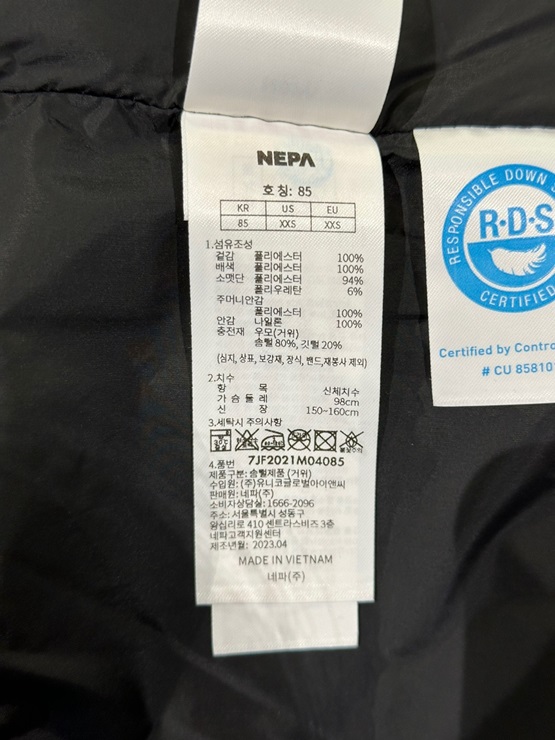 NEPA
호 칭: 85
KR US EU
85 XXS XXS
1.섬유조성
겉감 폴리에스터 100%
배색 폴리에스터 100%
소맷단 폴리에스터 94%
폴리우레탄 6%
주머니안감
폴리에스터 100%
안감 나일론 100%
충전재 우모(거위)
솜털 80%, 깃털 20%
(심지, 상표, 보강재, 장식, 밴드,재봉사 제외)
2.치수
항 목 신체치수
가 슴 둘 레 98cm
신 장 150~160cm
3.세탁시 주의사항
4.품번 7JF2021M04085
제품구분: 솜털제품 (거위)
수입원: (주)유니코글로벌아이앤씨
판매원: 네파(주)
소비자상담실: 1666-2096
주소: 서울특별시 성동구
왕십리로 410 센트라스비즈 3층
네파고객지원센터
제조년월: 2023.04
MADE IN VIETNAM
네파(주)
RESPONSIBLE DOWN
R·D·S
CERTIFIED
Certified by Contro
# CU 85810